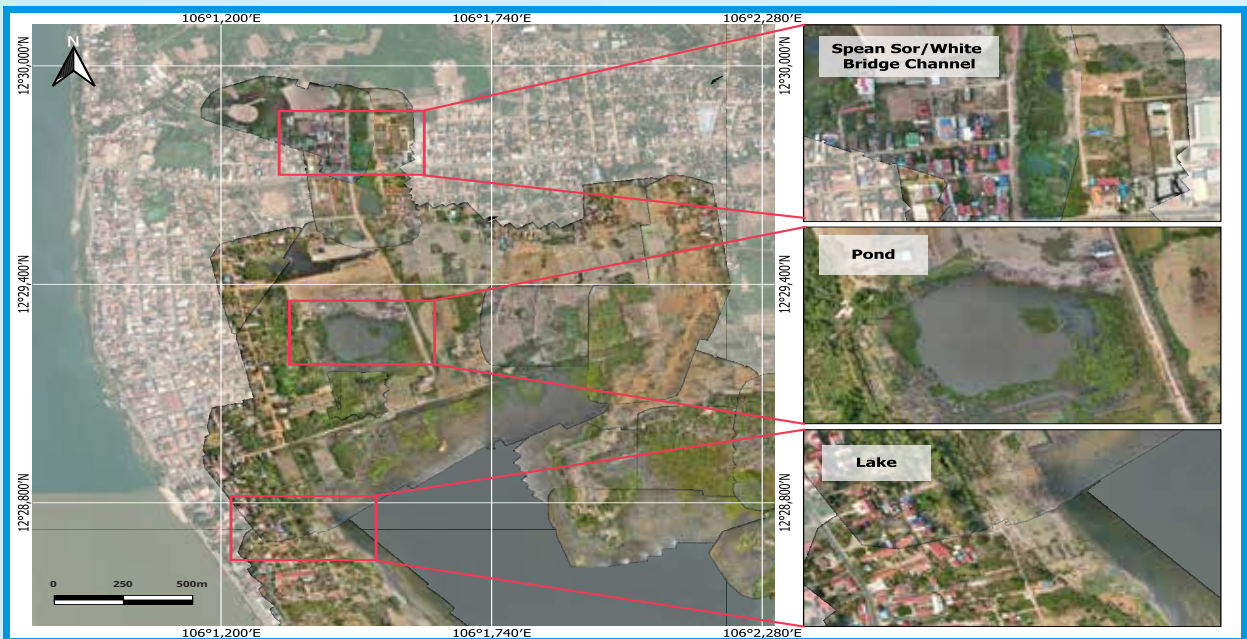 106°1,200′E
106°1,740′E
106°2,280′E
N
12°30,000′N
12°30,000′N
Spean Sor/White
Bridge Channel
12°29,400′N
12°29,400′N
Pond
12°28,800′N
12°28,800′N
Lake
0 250 500m
106°1,200′E
106°1,740′E
106°2,280′E